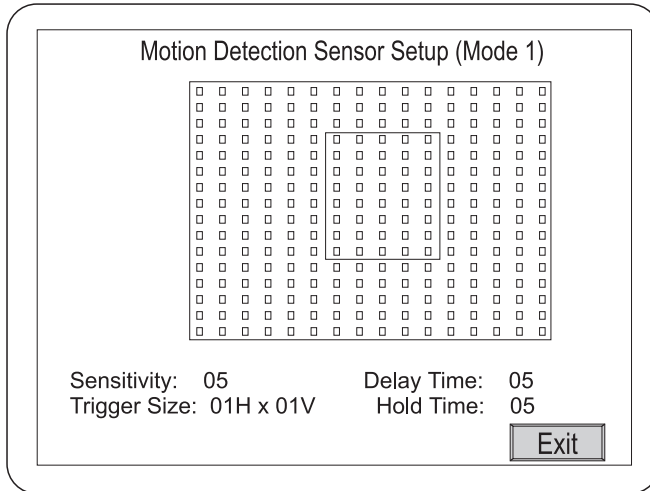 Motion Detection Sensor Setup (Mode 1)
Sensitivity: 05 Delay Time: 05
Trigger Size: 01H x 01V Hold Time: 05
Exit